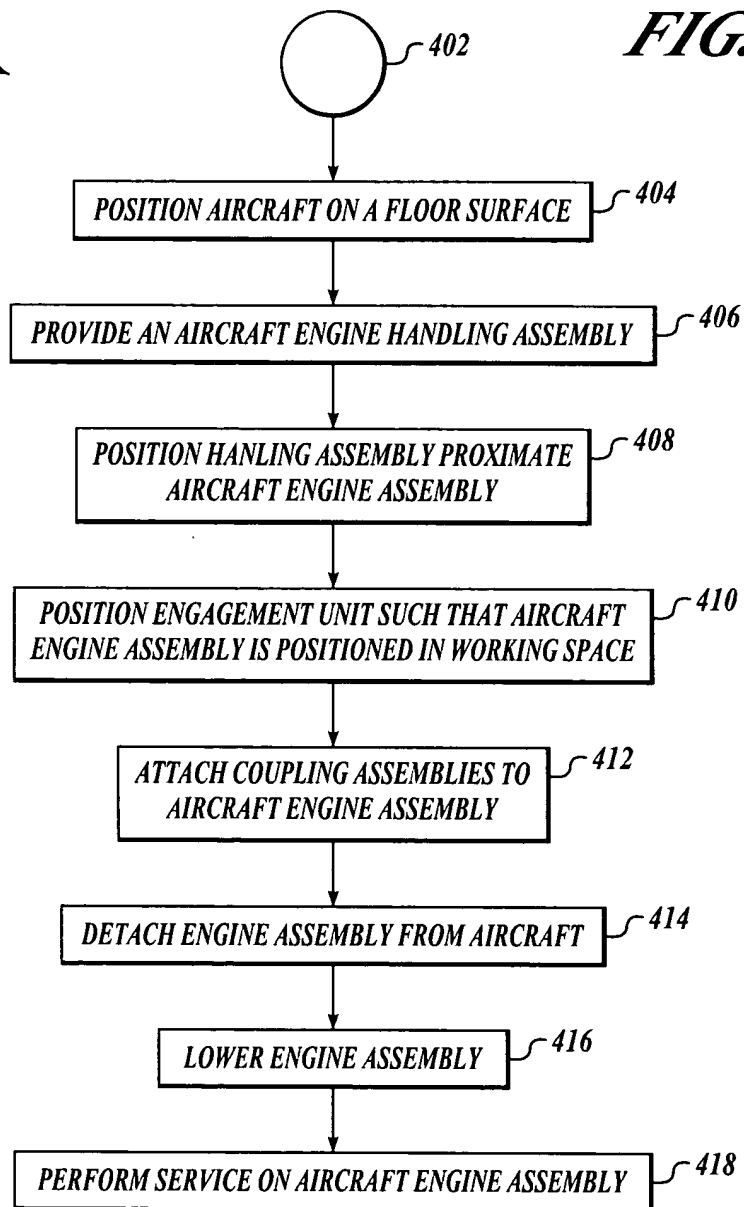 402
FIG.
POSITION AIRCRAFT ON A FLOOR SURFACE
404
PROVIDE AN AIRCRAFT ENGINE HANDLING ASSEMBLY
406
POSITION HANLING ASSEMBLY PROXIMATE
AIRCRAFT ENGINE ASSEMBLY
408
POSITION ENGAGEMENT UNIT SUCH THAT AIRCRAFT
ENGINE ASSEMBLY IS POSITIONED IN WORKING SPACE
410
ATTACH COUPLING ASSEMBLIES TO
AIRCRAFT ENGINE ASSEMBLY
412
DETACH ENGINE ASSEMBLY FROM AIRCRAFT
414
LOWER ENGINE ASSEMBLY
416
PERFORM SERVICE ON AIRCRAFT ENGINE ASSEMBLY
418